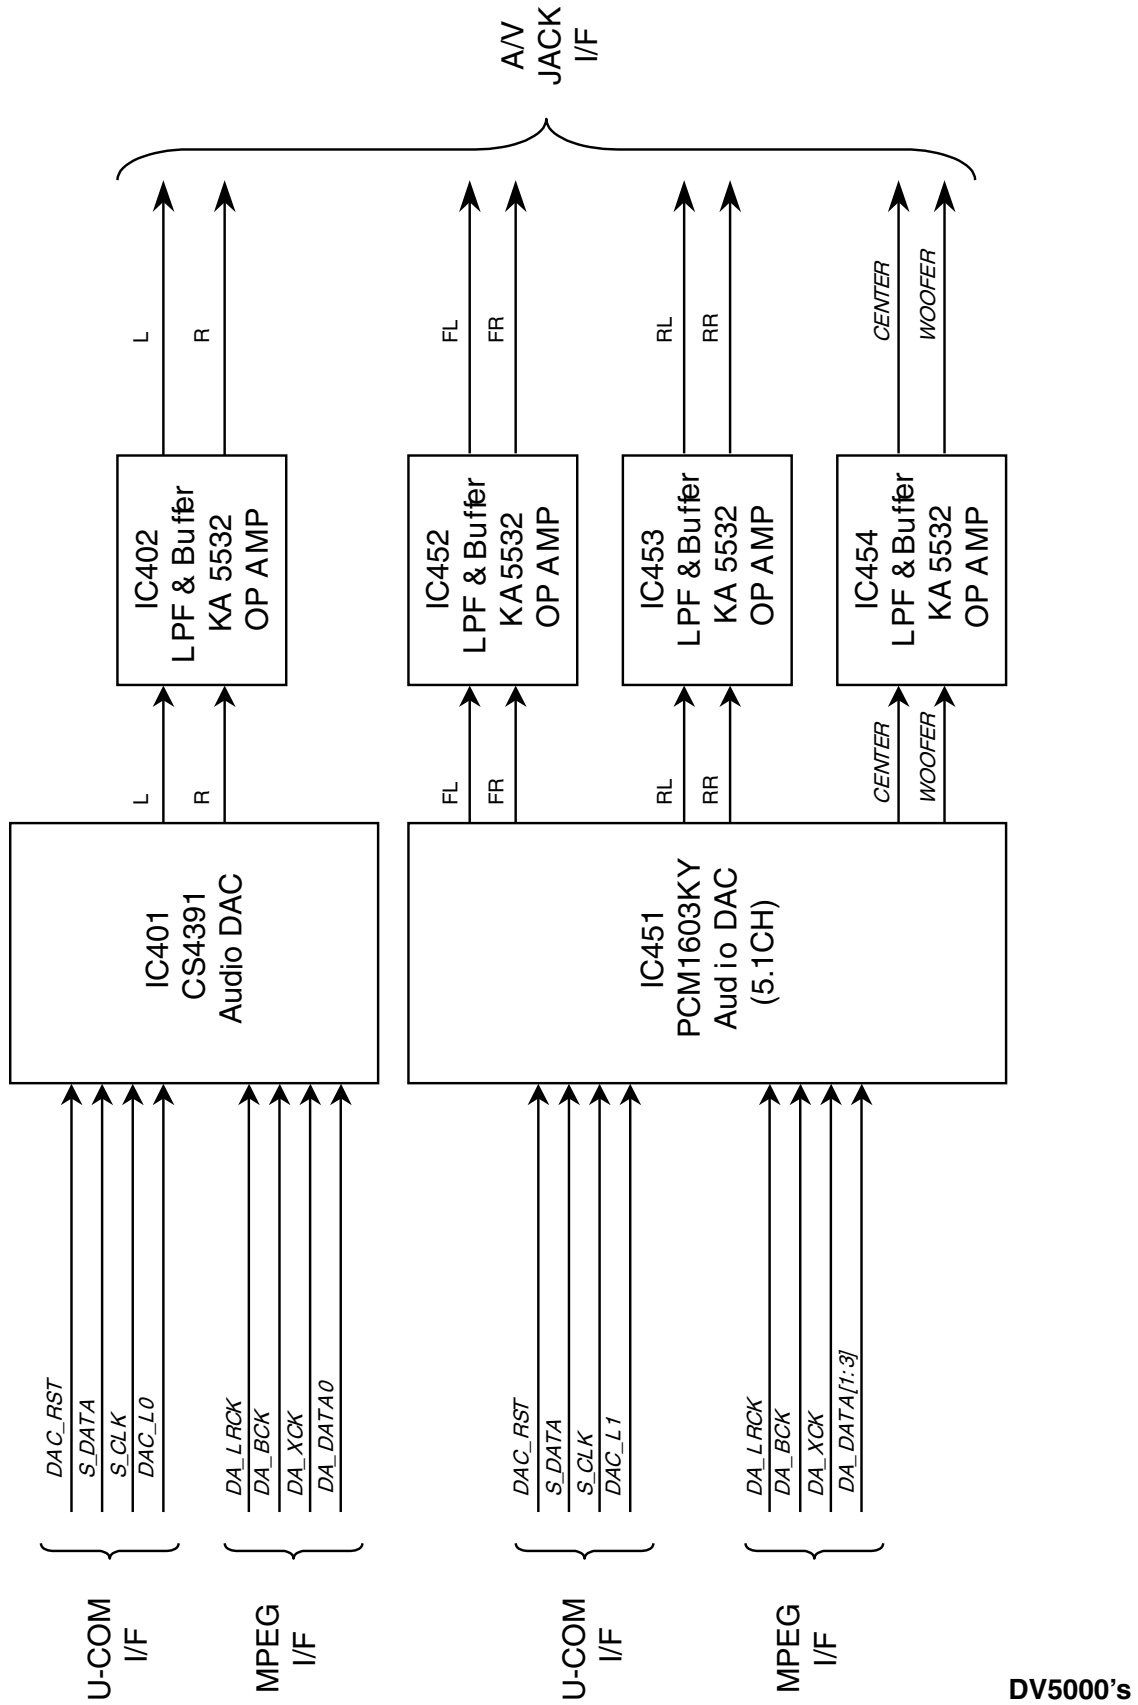 U-COM
I/F
DAC_RST
S_DATA
S_CLK
DAC_L0
MPEG
I/F
DA_LRCK
DA_BCK
DA_XCK
DA_DATA0
IC401
CS4391
Audio DAC
L
R
IC402
LPF & Buffer
KA 5532
OP AMP
L
R
U-COM
I/F
DAC_RST
S_DATA
S_CLK
DAC_L1
MPEG
I/F
DA_LRCK
DA_BCK
DA_XCK
DA_DATA[1:3]
IC451
PCM1603KY
Audio DAC
(5.1CH)
FL
FR
RL
RR
CENTER
WOOFER
IC452
LPF & Buffer
KA 5532
OP AMP
FL
FR
IC453
LPF & Buffer
KA 5532
OP AMP
RL
RR
IC454
LPF & Buffer
KA 5532
OP AMP
CENTER
WOOFER
A/V
JACK
I/F
DV5000's